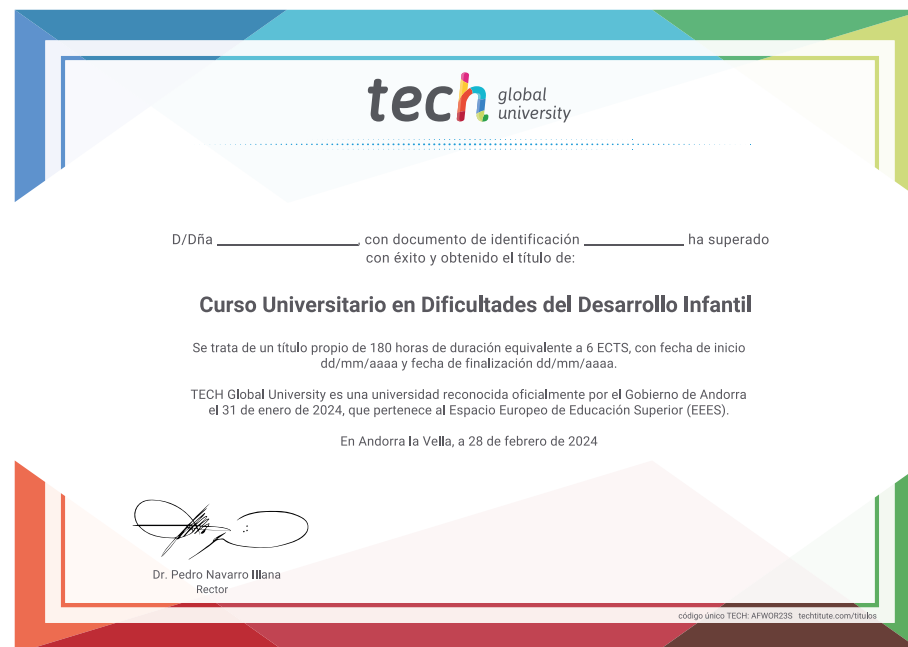 tech global university
D/Dña ____________________, con documento de identificación ______________ ha superado
con éxito y obtenido el título de:
Curso Universitario en Dificultades del Desarrollo Infantil
Se trata de un título propio de 180 horas de duración equivalente a 6 ECTS, con fecha de inicio
dd/mm/aaaa y fecha de finalización dd/mm/aaaa.
TECH Global University es una universidad reconocida oficialmente por el Gobierno de Andorra
el 31 de enero de 2024, que pertenece al Espacio Europeo de Educación Superior (EEES).
En Andorra la Vella, a 28 de febrero de 2024
Dr. Pedro Navarro Illana
Rector
código único TECH: AFWOR23S techtitute.com/titulos